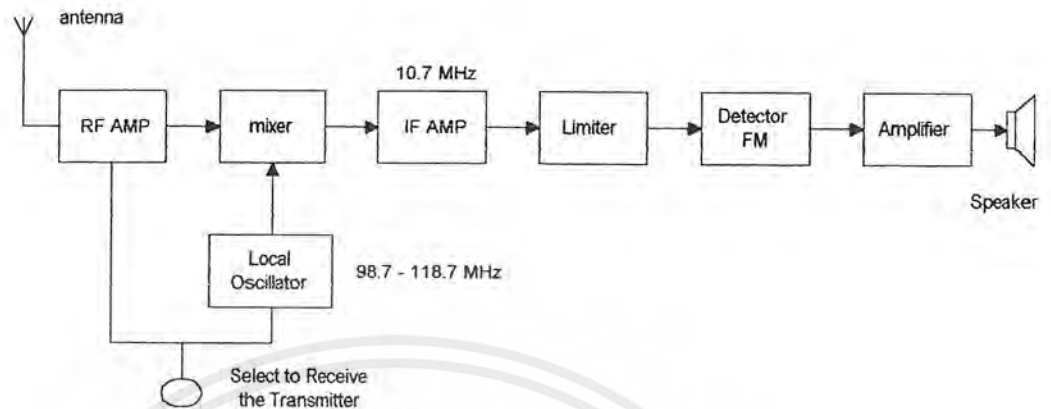 antenna
10.7 MHz
RF AMP
mixer
IF AMP
Limiter
Detector
FM
Amplifier
Speaker
Local
Oscillator
98.7 - 118.7 MHz
Select to Receive
the Transmitter